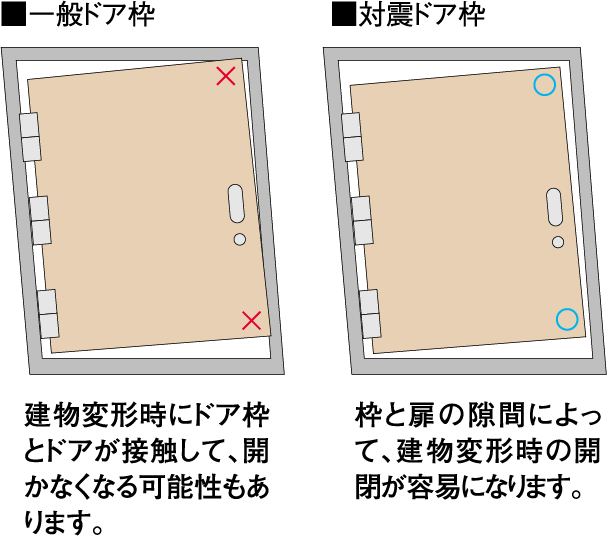 ■一般ドア枠
■対震ドア枠
建物変形時にドア枠
とドアが接触して、開
かなくなる可能性もあ
ります。
枠と扉の隙間によっ
て、建物変形時の開
閉が容易になります。